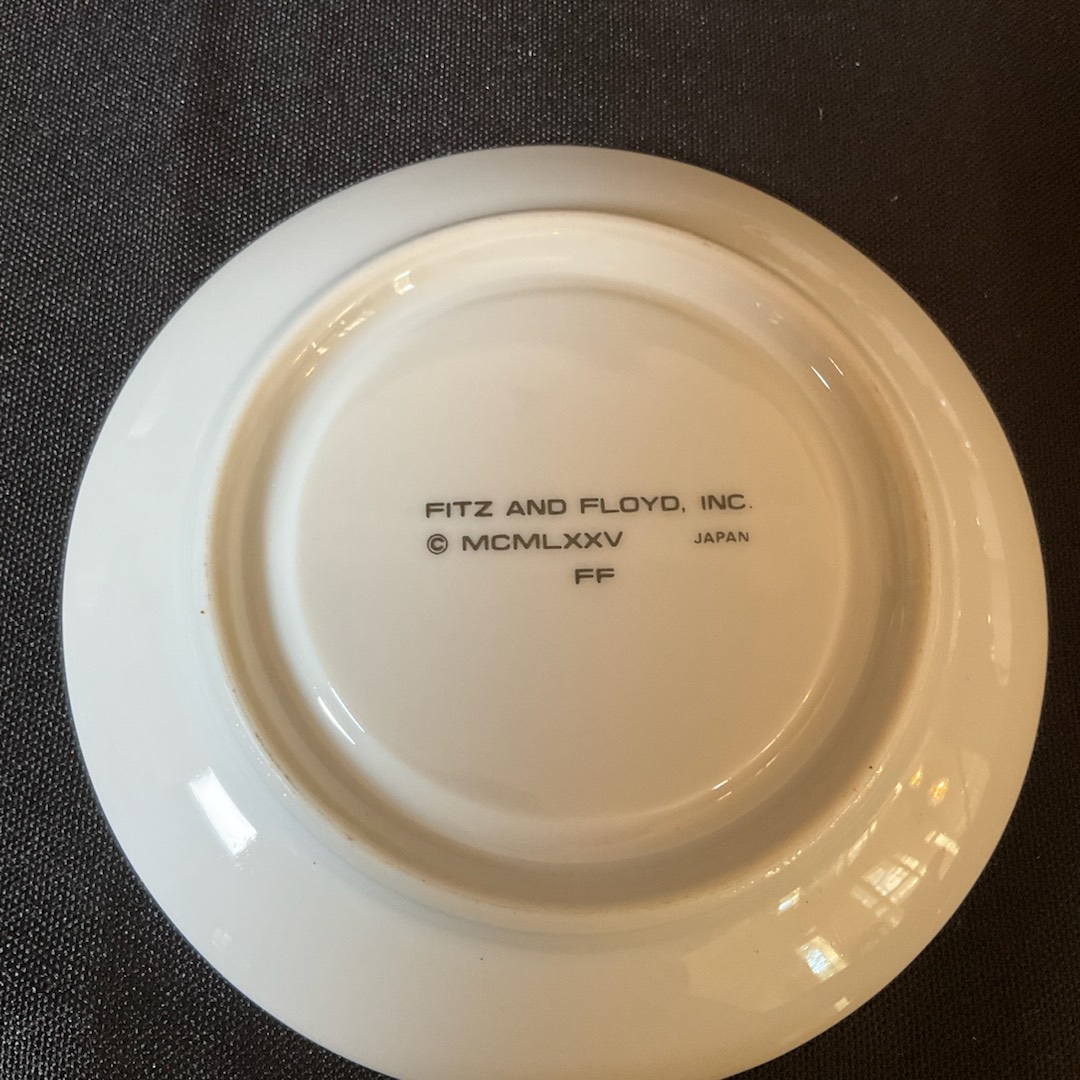 FITZ AND FLOYD, INC.
© MCMLXXV JAPAN
FF